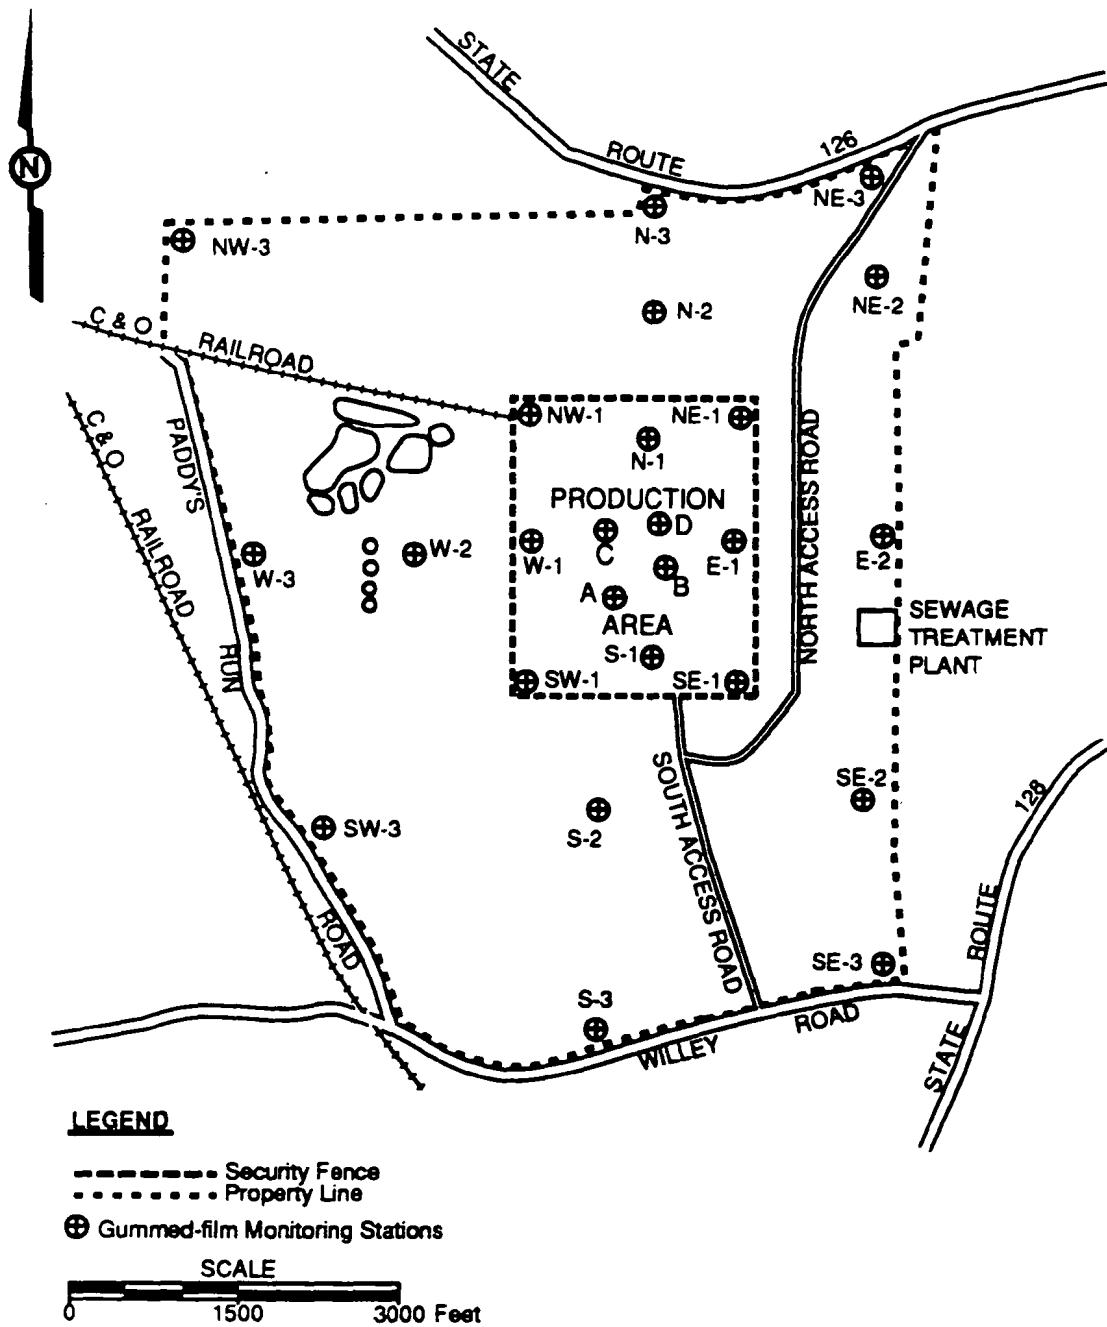 STATE
ROUTE
126
N
NE-3
NW-3
N-3
NE-2
N-2
C & O
RAILROAD
NW-1
NE-1
N-1
C & O
PADDY'S
NORTH ACCESS ROAD
PRODUCTION
D
C
W-1
E-1
E-2
W-2
W-3
B
A
RAILROAD
AREA
SEWAGE
TREATMENT
PLANT
S-1
RUN
SW-1
SE-1
SE-2
128
SOUTH ACCESS ROAD
SW-3
S-2
ROAD
ROUTE
SE-3
S-3
ROAD
WILLEY
STATE
LEGEND
Security Fence
Property Line
Gummed-film Monitoring Stations
SCALE
0 1500 3000 Feet